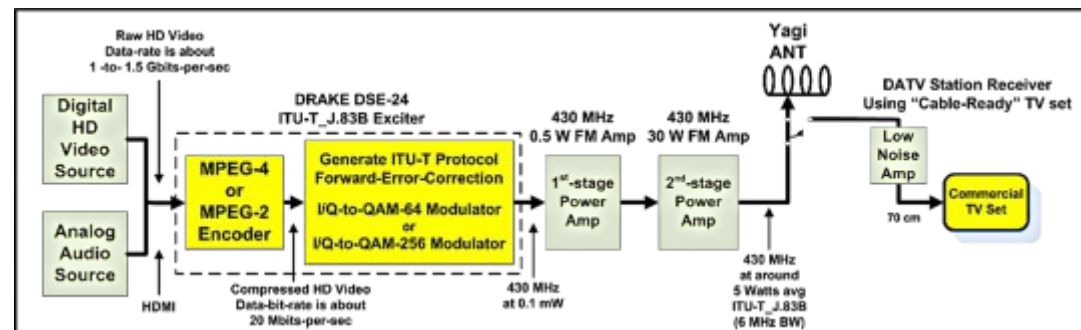 Raw HD Video
Data-rate is about
1 -to- 1.5 Gbits-per-sec
Digital
HD
Video
Source
Analog
Audio
Source
HDMI
DRAKE DSE-24
ITU-T_J.83B Exciter
MPEG-4
or
MPEG-2
Encoder
Generate ITU-T Protocol
Forward-Error-Correction
I/Q-to-QAM-64 Modulator
or
I/Q-to-QAM-256 Modulator
Compressed HD Video
Data-bit-rate is about
20 Mbits-per-sec
430 MHz
at 0.1 mW
430 MHz
0.5 W FM Amp
1st-stage
Power
Amp
430 MHz
30 W FM Amp
2nd-stage
Power
Amp
430 MHz
at around
5 Watts avg
ITU-T_J.83B
(6 MHz BW)
Yagi
ANT
DATV Station Receiver
Using "Cable-Ready" TV set
Low
Noise
Amp
70 cm
Commercial
TV Set